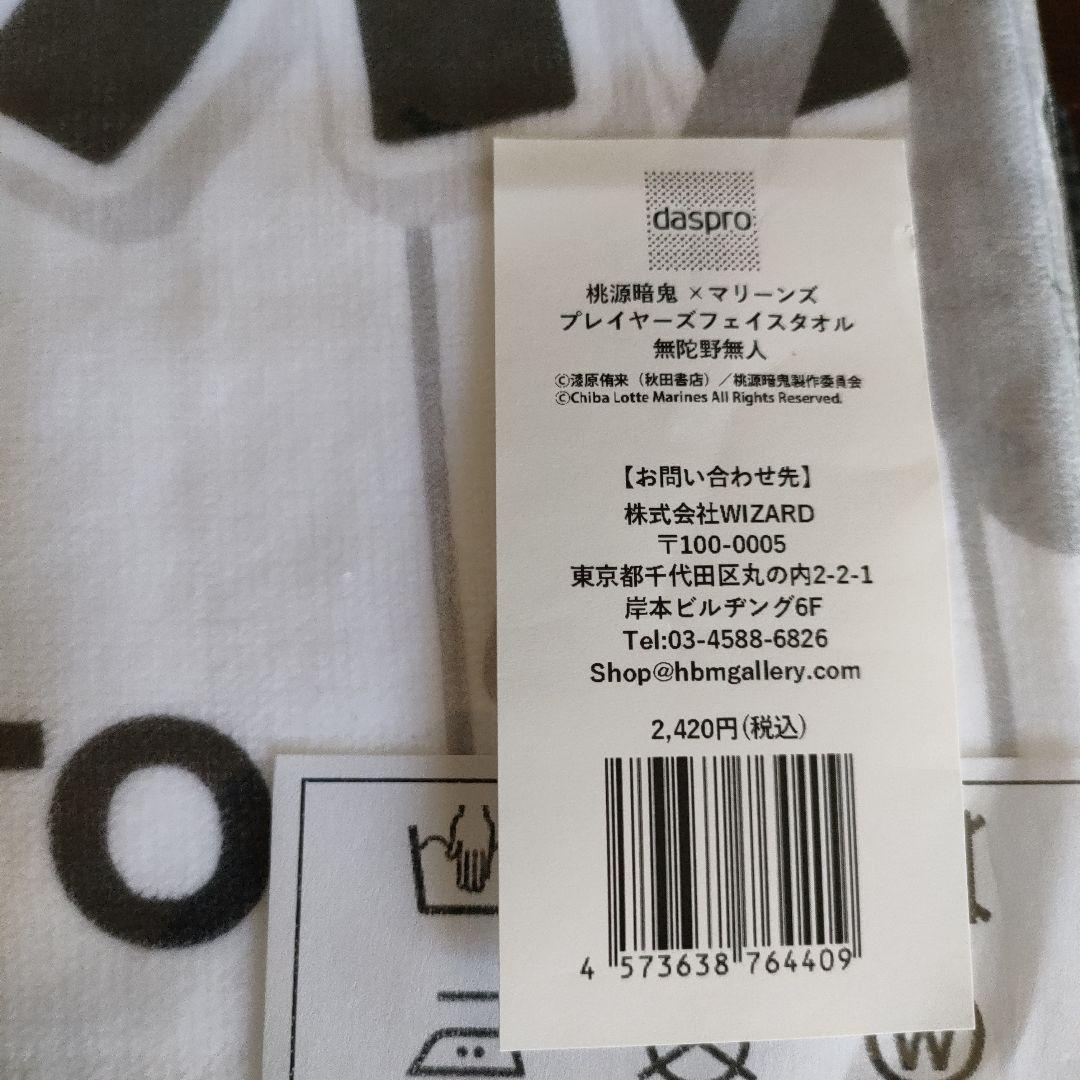 daspro
桃源暗鬼×マリーンズ
プレイヤーズフェイスタオル
無陀野無人
©漆原侑来（秋田書店）／桃源暗鬼製作委員会
©Chiba Lotte Marines All Rights Reserved.
【お問い合わせ先】
株式会社WIZARD
〒100-0005
東京都千代田区丸の内2-2-1
岸本ビルヂング6F
Tel:03-4588-6826
Shop@hbmgallery.com
2,420円(税込)
4 573638 764409
O
W